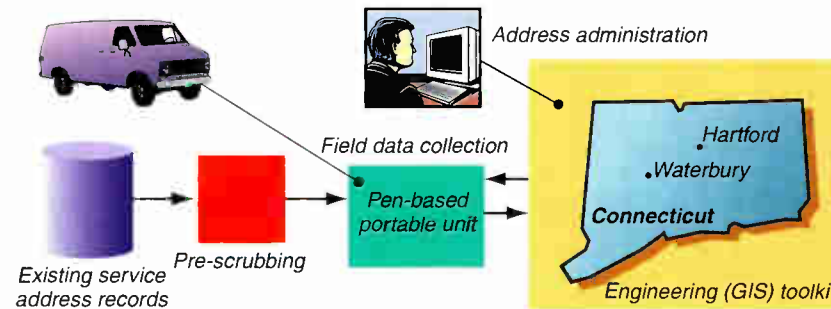 Address administration
Field data collection
Hartford
Waterbury
Pen-based
portable unit
Connecticut
Pre-scrubbing
Existing service
address records
Engineering (GIS) toolki